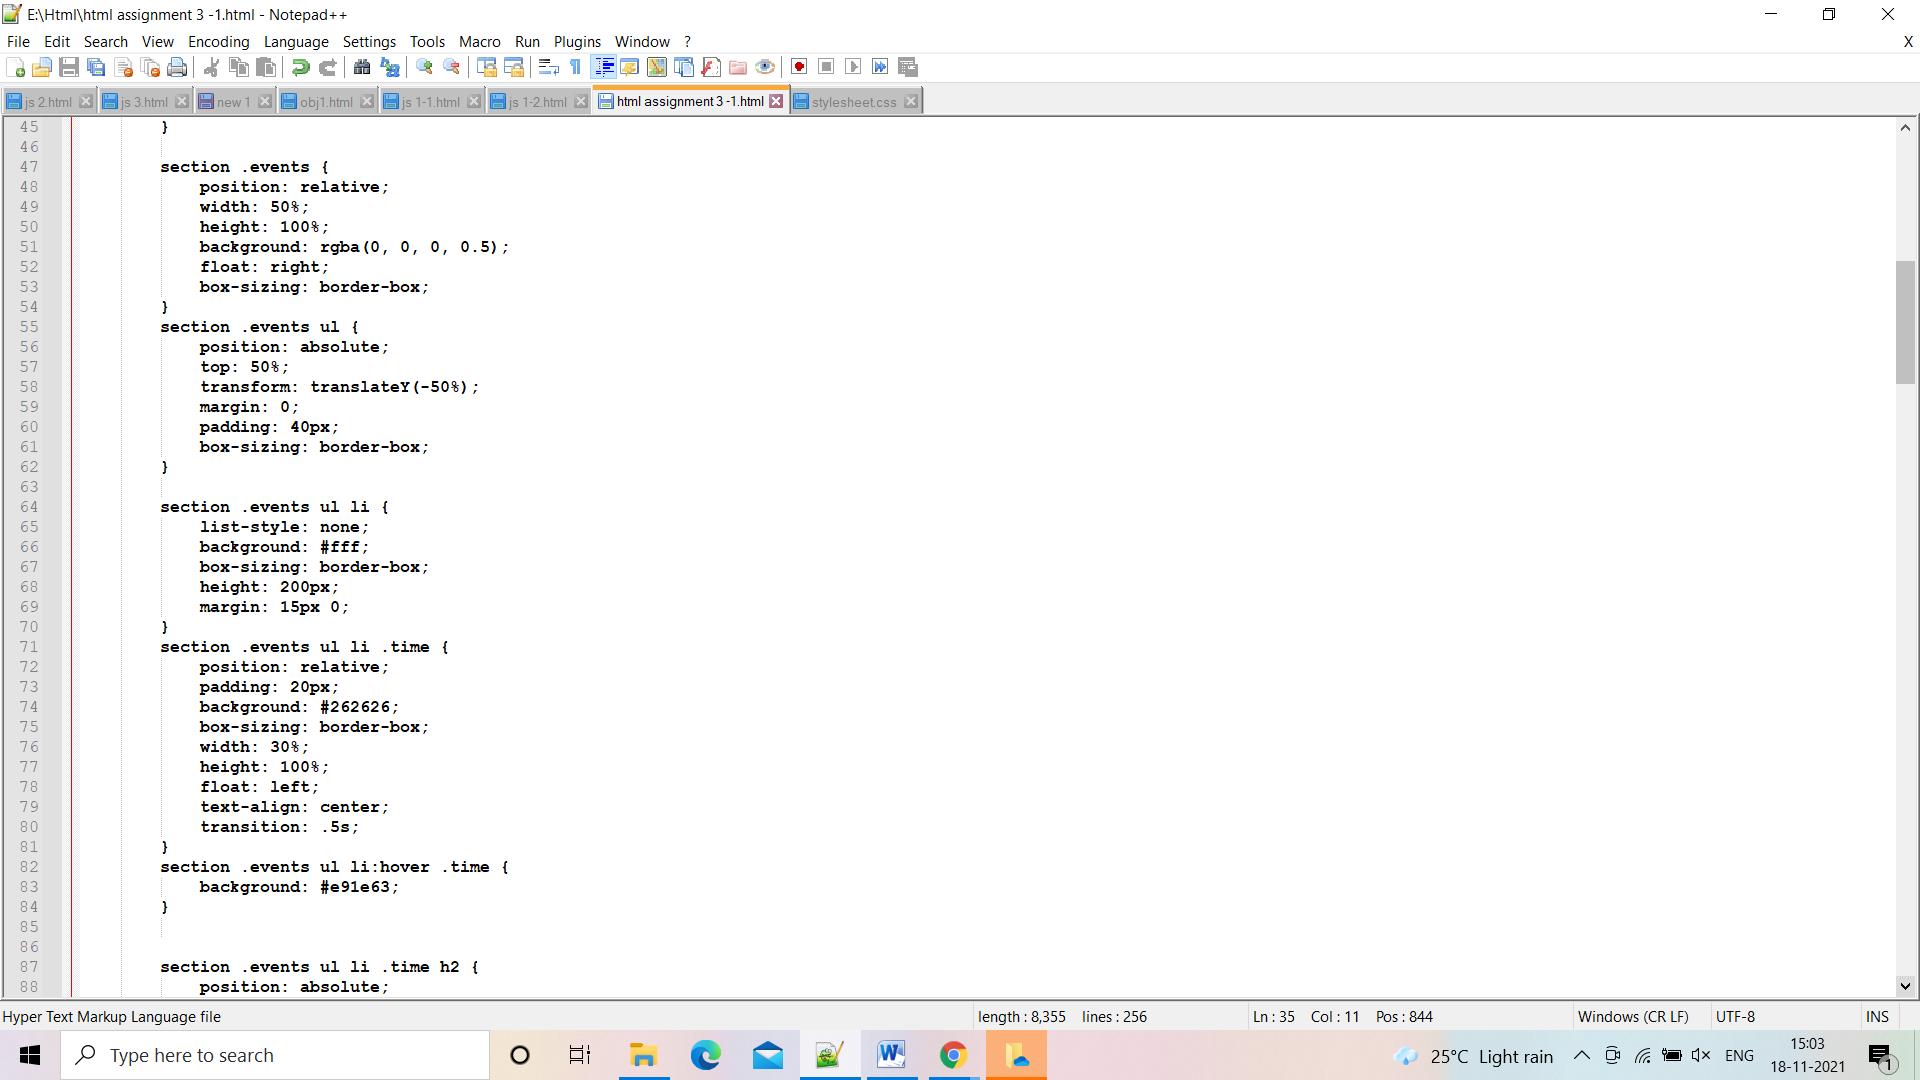 E:\Html\html assignment 3 -1.html - Notepad++
File Edit Search View Encoding Language Settings Tools Macro Run Plugins Window ? X
js 2.html js 3.html new 1 obj1.html js 1-1.html js 1-2.html html assignment 3 -1.html stylesheet.css
45 }
46
47 section .events {
48 position: relative;
49 width: 50%;
50 height: 100%;
51 background: rgba(0, 0, 0, 0.5);
52 float: right;
53 box-sizing: border-box;
54 }
55 section .events ul {
56 position: absolute;
57 top: 50%;
58 transform: translateY(-50%);
59 margin: 0;
60 padding: 40px;
61 box-sizing: border-box;
62 }
63
64 section .events ul li {
65 list-style: none;
66 background: #fff;
67 box-sizing: border-box;
68 height: 200px;
69 margin: 15px 0;
70 }
71 section .events ul li .time {
72 position: relative;
73 padding: 20px;
74 background: #262626;
75 box-sizing: border-box;
76 width: 30%;
77 height: 100%;
78 float: left;
79 text-align: center;
80 transition: .5s;
81 }
82 section .events ul li:hover .time {
83 background: #e91e63;
84 }
85
86
87 section .events ul li .time h2 {
88 position: absolute;
Hyper Text Markup Language file length : 8,355 lines : 256 Ln : 35 Col : 11 Pos : 844 Windows (CR LF) UTF-8 INS
Type here to search 25°C Light rain ENG 15:03
18-11-2021 1